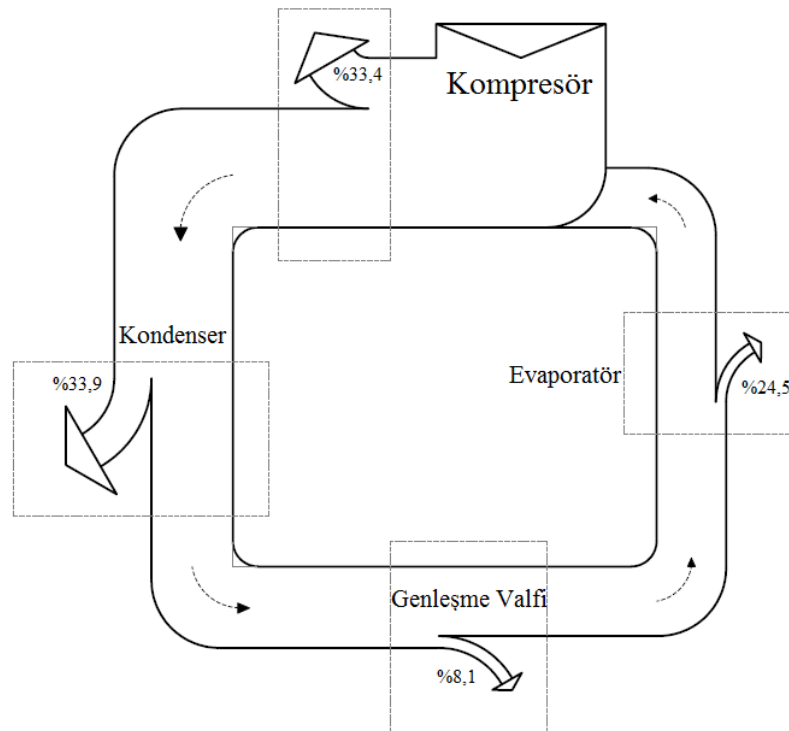 %33,4
Kompresör
Kondenser
%33,9
Evaporatör
%24,5
Genleşme Valfi
%8,1